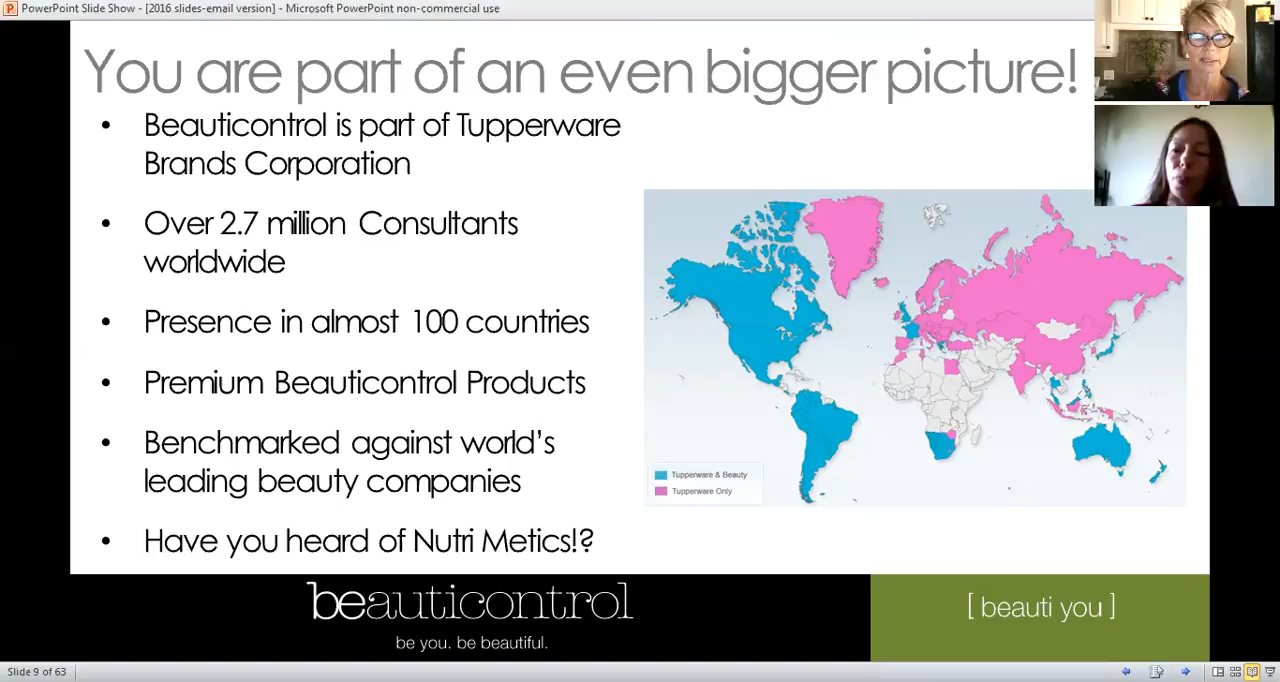 PowerPoint Slide Show - [2016 slides-email version] - Microsoft PowerPoint non-commercial use
You are part of an even bigger picture!
• Beauticontrol is part of Tupperware
Brands Corporation
• Over 2.7 million Consultants
worldwide
• Presence in almost 100 countries
• Premium Beauticontrol Products
• Benchmarked against world's
leading beauty companies
• Have you heard of Nutri Metics!?
Tupperware & Beauty
Tupperware Only
beauticontrol
be you. be beautiful.
[ beauti you ]
Slide 9 of 63